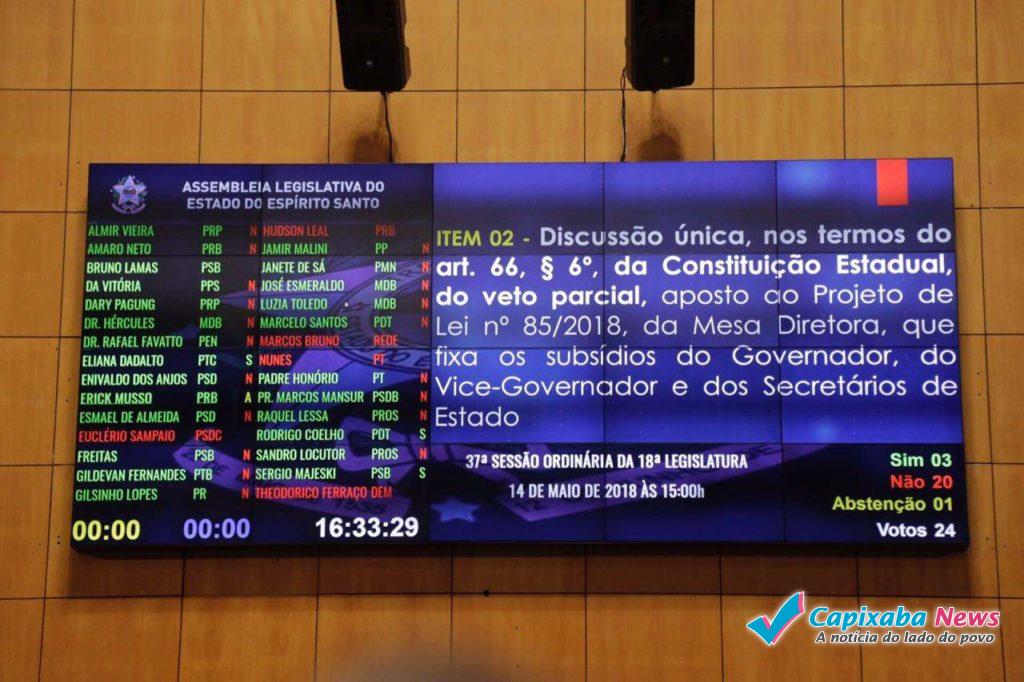 ASSEMBLEIA LEGISLATIVA DO
ESTADO DO ESPÍRITO SANTO
ALMIR VIEIRA PRP N HUDSON LEAL PRB
AMARO NETO PRB N JAMIR MALINI PP N
BRUNO LAMAS PSB JANETE DE SÁ PMN N
DA VITÓRIA PPS N JOSÉ ESMERALDO MDB N
DARY PAGUNG PRP N LUZIA TOLEDO MDB N
DR. HÉRCULES MDB N MARCELO SANTOS PDT N
DR. RAFAEL FAVATTO PEN N MARCOS BRUNO REDE
ELIANA DADALTO PTC S NUNES PT
ENIVALDO DOS ANJOS PSD N PADRE HONÓRIO PT N
ERICK MUSSO PRB A PR. MARCOS MANSUR PSDB N
ESMAEL DE ALMEIDA PSD N RAQUEL LESSA PROS N
EUCLÉRIO SAMPAIO PSDC RODRIGO COELHO PDT S
FREITAS PSB N SANDRO LOCUTOR PROS N
GILDEVAN FERNANDES PTB N SERGIO MAJESKI PSB S
GILSINHO LOPES PR N THEODORICO FERRAÇO DEM
00:00 00:00 16:33:29
ITEM 02 - Discussão única, nos termos do
art. 66, § 6º, da Constituição Estadual,
do veto parcial, aposto ao Projeto de
Lei nº 85/2018, da Mesa Diretora, que
fixa os subsídios do Governador, do
Vice-Governador e dos Secretários de
Estado
37ª SESSÃO ORDINÁRIA DA 18ª LEGISLATURA
14 DE MAIO DE 2018 ÀS 15:00h
Sim 03
Não 20
Abstenção 01
Votos 24
Capixaba News
A notícia do lado do povo